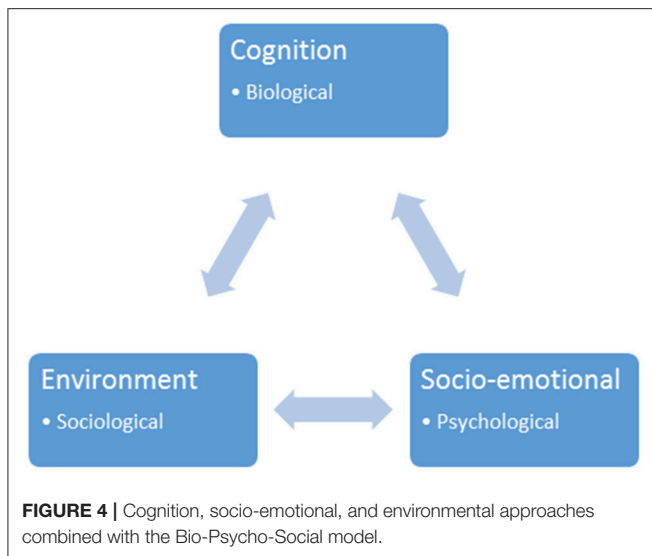 Cognition
• Biological
Environment
• Sociological
Socio-emotional
• Psychological
FIGURE 4 | Cognition, socio-emotional, and environmental approaches
combined with the Bio-Psycho-Social model.